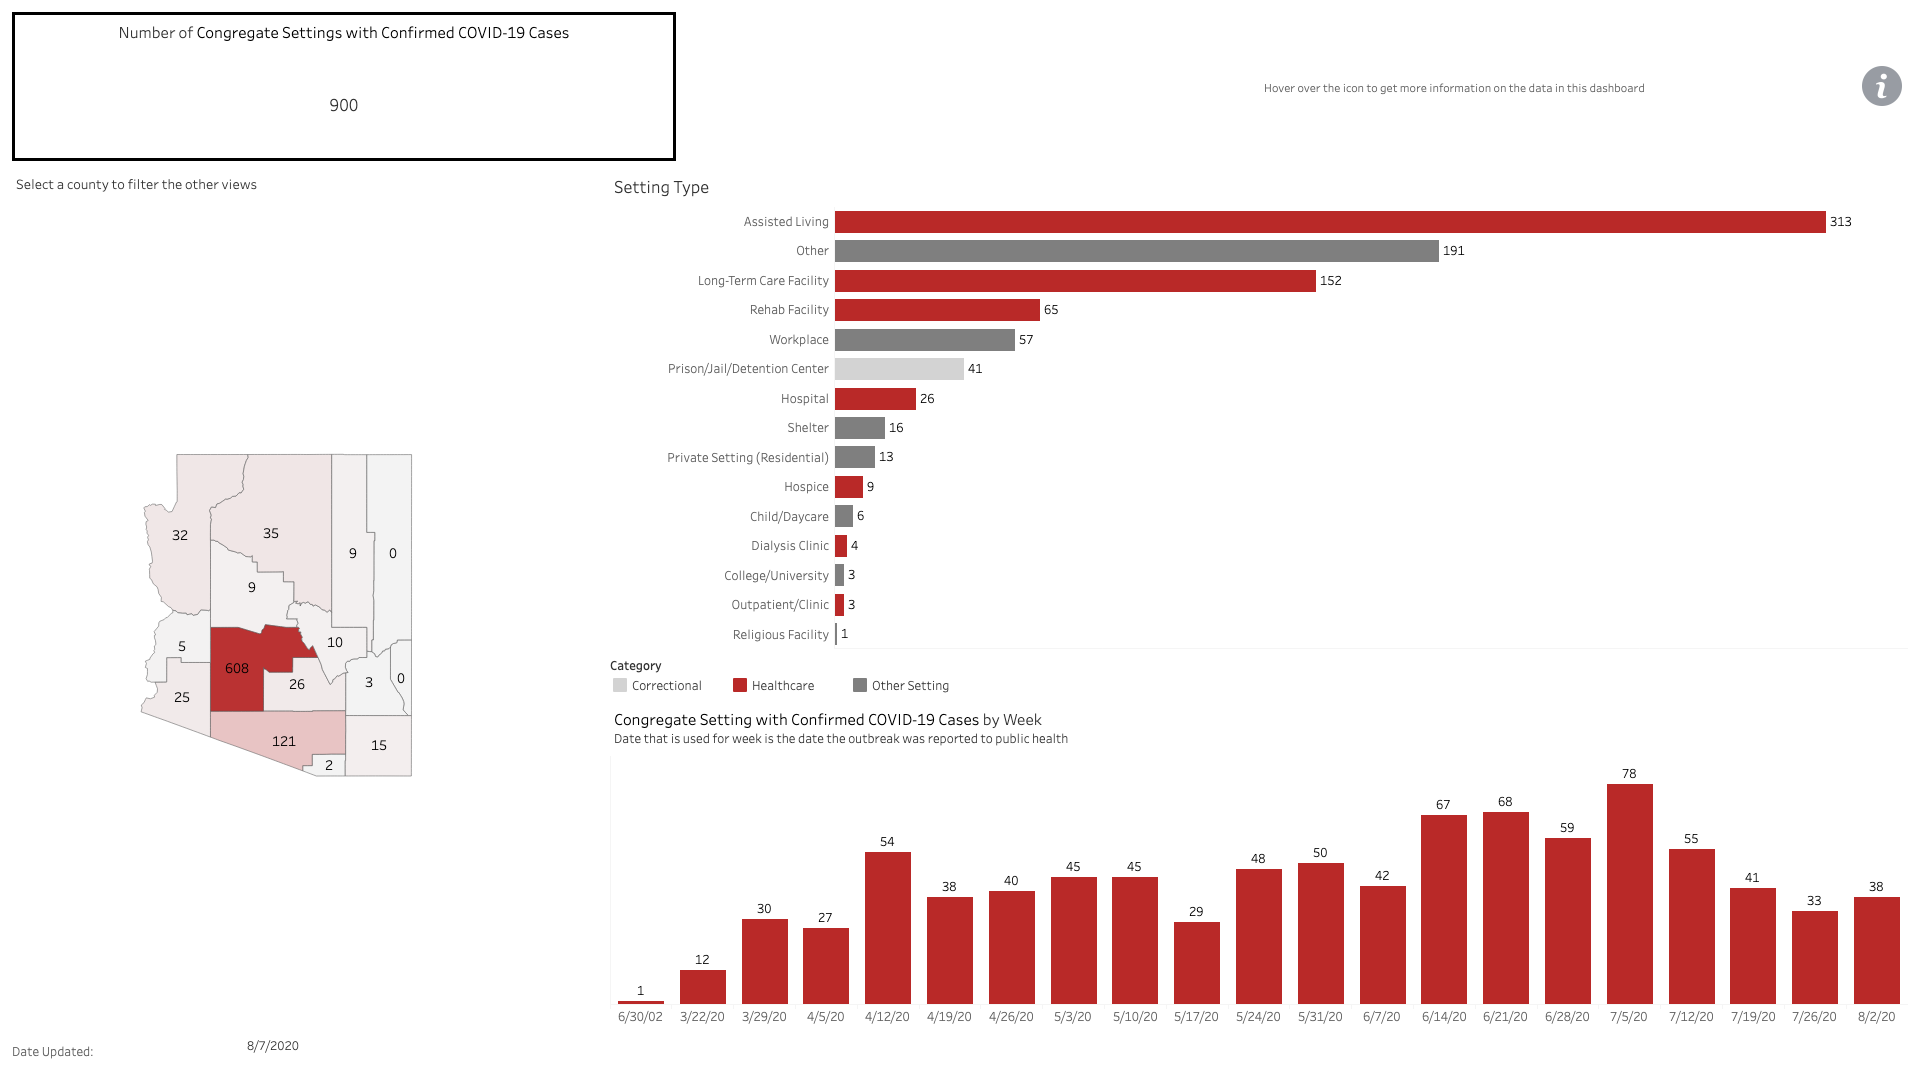 Number of Congregate Settings with Confirmed COVID-19 Cases
900
Hover over the icon to get more information on the data in this dashboard
i
Select a county to filter the other views
32
35
9
0
9
5
10
608
26
3
0
25
121
15
2
Setting Type
Assisted Living 313
Other 191
Long-Term Care Facility 152
Rehab Facility 65
Workplace 57
Prison/Jail/Detention Center 41
Hospital 26
Shelter 16
Private Setting (Residential) 13
Hospice 9
Child/Daycare 6
Dialysis Clinic 4
College/University 3
Outpatient/Clinic 3
Religious Facility 1
Category
Correctional Healthcare Other Setting
Congregate Setting with Confirmed COVID-19 Cases by Week
Date that is used for week is the date the outbreak was reported to public health
1 12 30 27 54 38 40 45 45 29 48 50 42 67 68 59 78 55 41 33 38
6/30/02 3/22/20 3/29/20 4/5/20 4/12/20 4/19/20 4/26/20 5/3/20 5/10/20 5/17/20 5/24/20 5/31/20 6/7/20 6/14/20 6/21/20 6/28/20 7/5/20 7/12/20 7/19/20 7/26/20 8/2/20
Date Updated: 8/7/2020